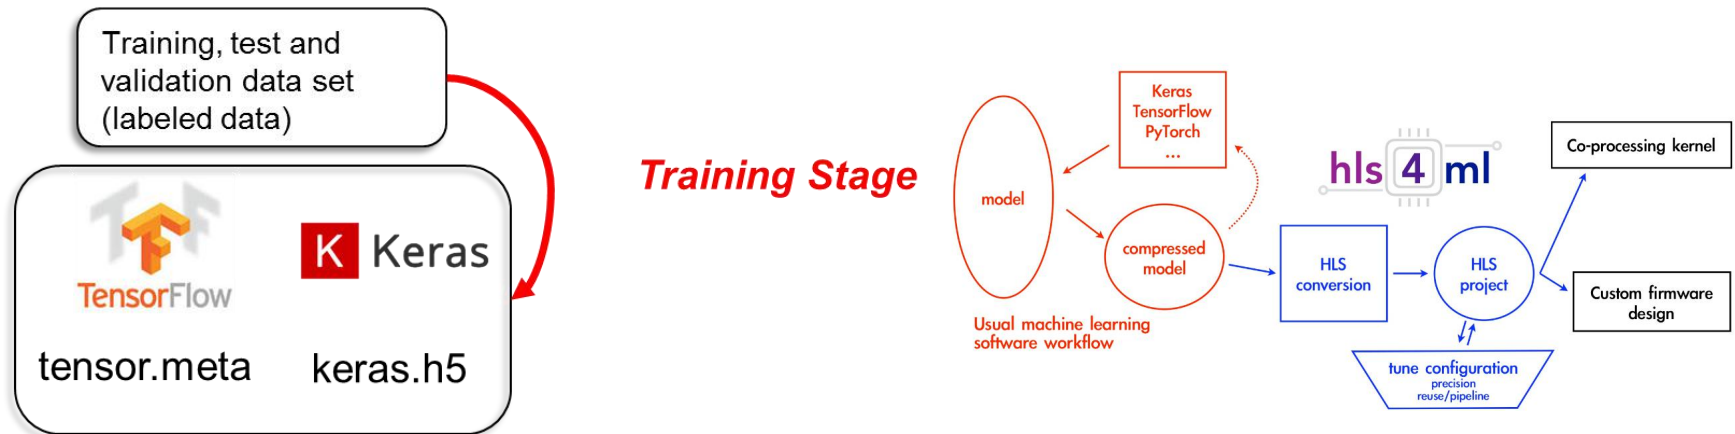 Training, test and
validation data set
(labeled data)
TF
TensorFlow
K Keras
tensor.meta
keras.h5
Training Stage
Keras
TensorFlow
PyTorch
...
model
compressed
model
Usual machine learning
software workflow
hls 4 ml
HLS
conversion
HLS
project
tune configuration
precision
reuse/pipeline
Co-processing kernel
Custom firmware
design